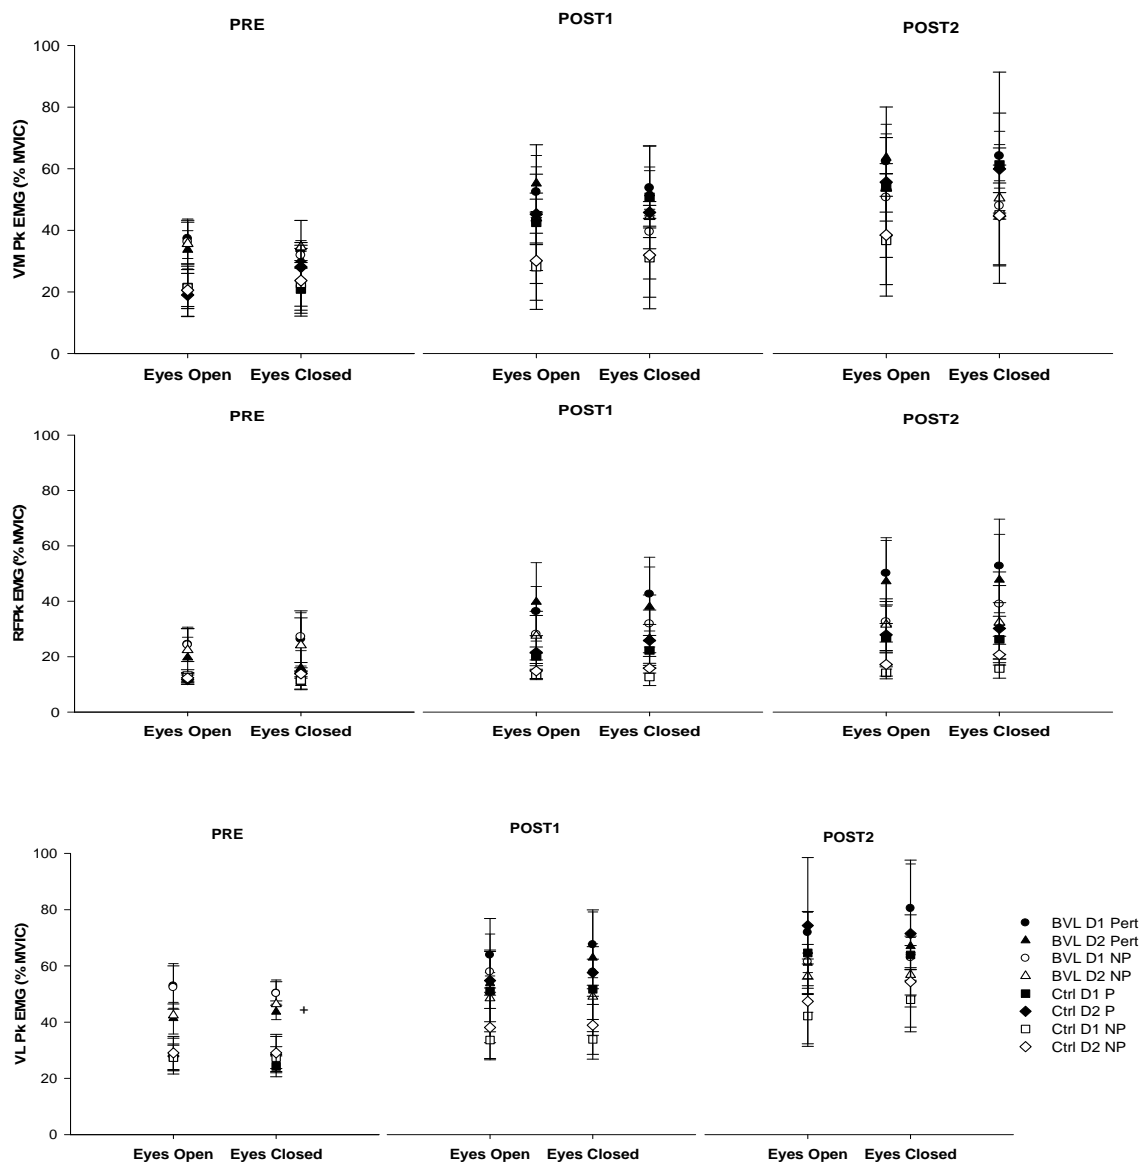 PRE
POST1
POST2
VM Pk EMG (% MVIC)
100
80
60
40
20
0
Eyes Open Eyes Closed
Eyes Open Eyes Closed
Eyes Open Eyes Closed
PRE
POST1
POST2
RFPk EMG (% MVIC)
100
80
60
40
20
0
Eyes Open Eyes Closed
Eyes Open Eyes Closed
Eyes Open Eyes Closed
PRE
POST1
POST2
VL Pk EMG (% MVIC)
100
80
60
40
20
0
+
Eyes Open Eyes Closed
Eyes Open Eyes Closed
Eyes Open Eyes Closed
BVL D1 Pert
BVL D2 Pert
BVL D1 NP
BVL D2 NP
Ctrl D1 P
Ctrl D2 P
Ctrl D1 NP
Ctrl D2 NP